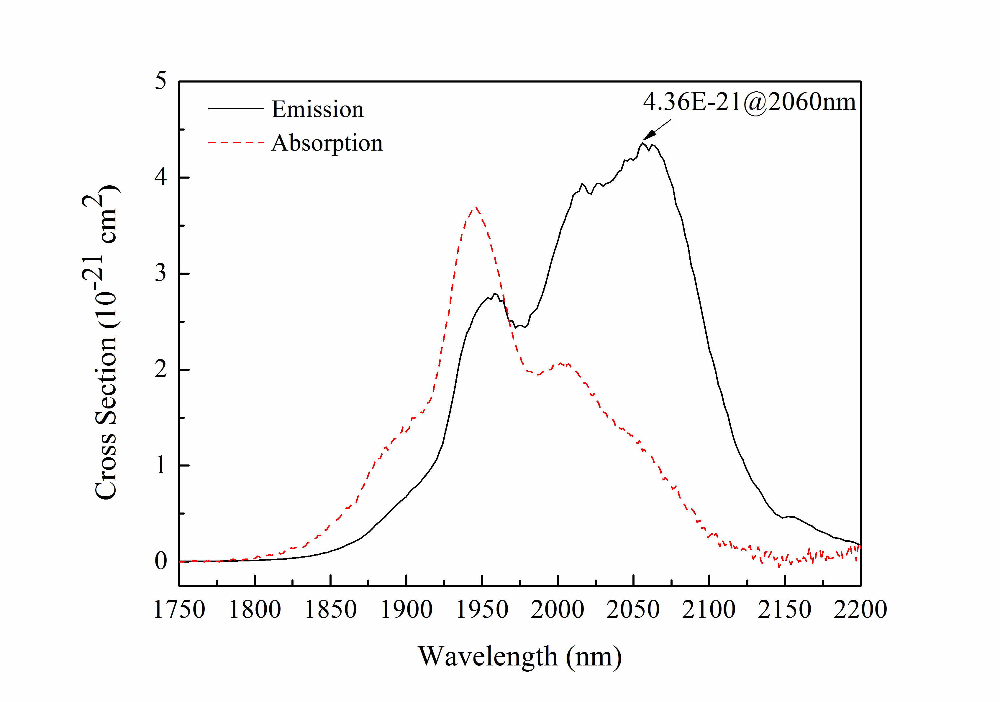 5
4.36E-21@2060nm
Emission
Absorption
4
3
2
1
0
Cross Section (10-21 cm2)
1750 1800 1850 1900 1950 2000 2050 2100 2150 2200
Wavelength (nm)